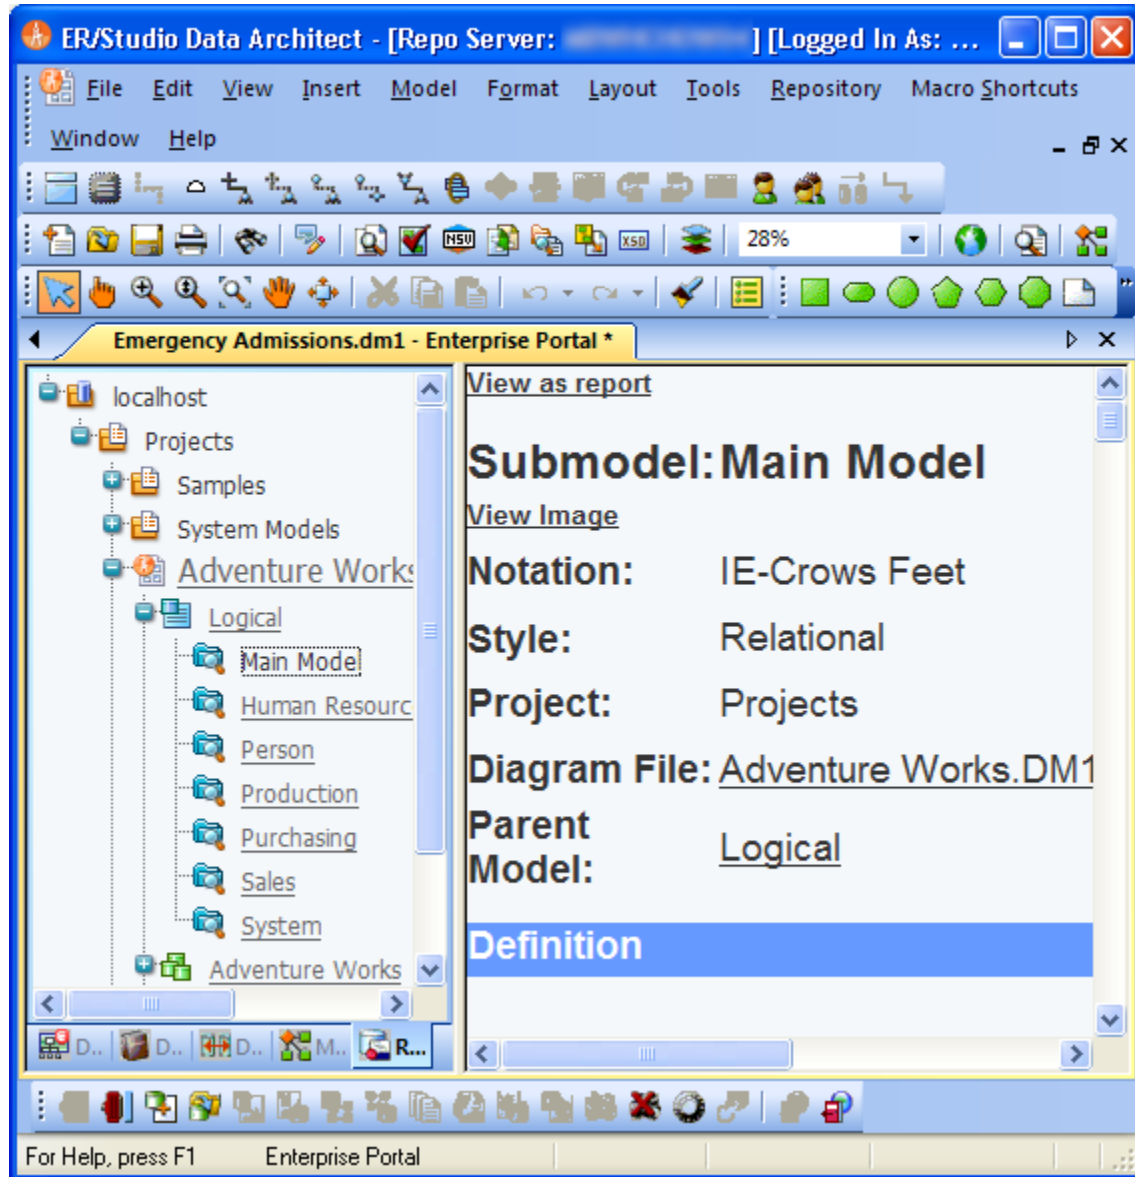 ER/Studio Data Architect - [Repo Server: ] [Logged In As: ...
File Edit View Insert Model Format Layout Tools Repository Macro Shortcuts
Window Help
NSV XSD 28%
Emergency Admissions.dm1 - Enterprise Portal *
localhost
Projects
Samples
System Models
Adventure Works
Logical
Main Model
Human Resourc
Person
Production
Purchasing
Sales
System
Adventure Works
D.. D.. D.. M.. R...
View as report
Submodel: Main Model
View Image
Notation: IE-Crows Feet
Style: Relational
Project: Projects
Diagram File: Adventure Works.DM1
Parent
Model: Logical
Definition
For Help, press F1 Enterprise Portal